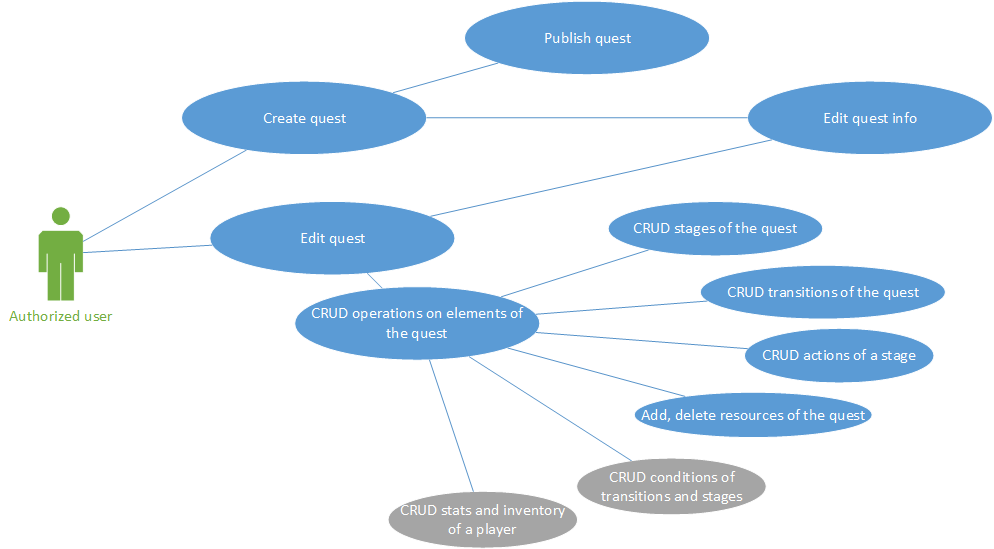 Publish quest
Create quest
Edit quest info
Edit quest
CRUD stages of the quest
CRUD transitions of the quest
Authorized user
CRUD operations on elements of
the quest
CRUD actions of a stage
Add, delete resources of the quest
CRUD conditions of
transitions and stages
CRUD stats and inventory
of a player